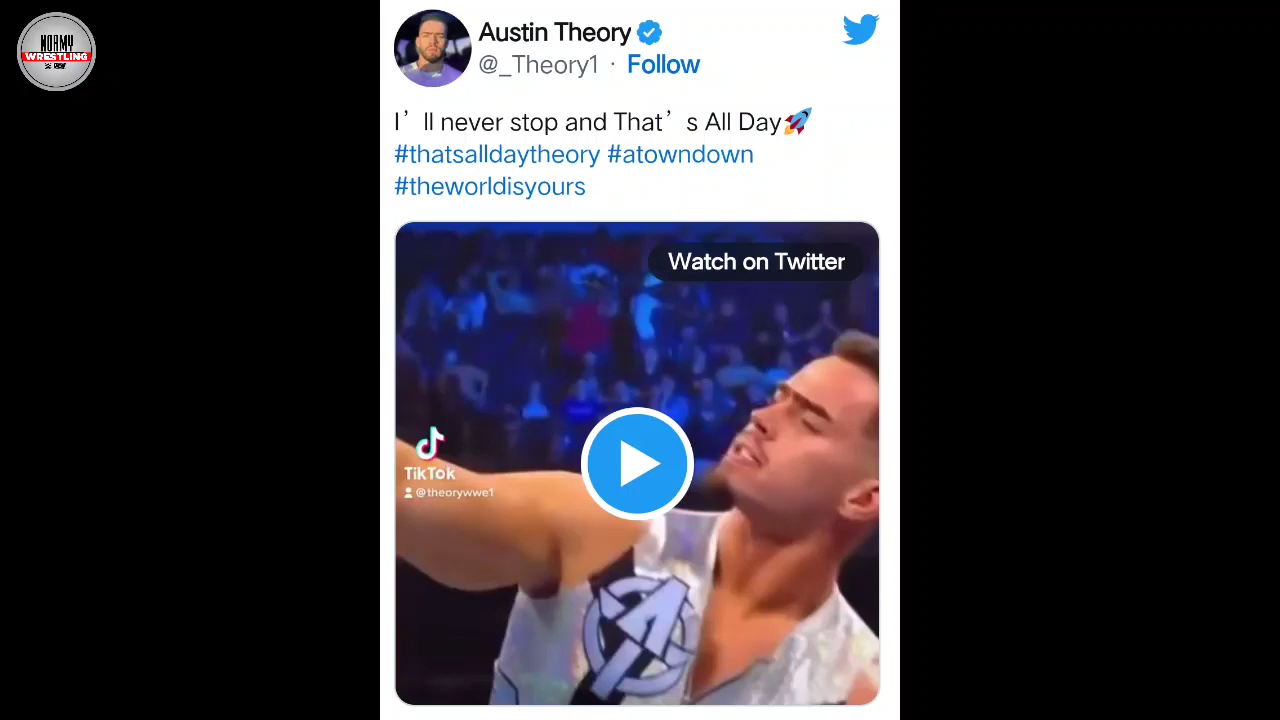 NORMY
WRESTLING
Austin Theory
@_Theory1 · Follow
I’ll never stop and That’s All Day🚀
#thatsalldaytheory #atowndown
#theworldisyours
Watch on Twitter
TikTok
@theorywwe1